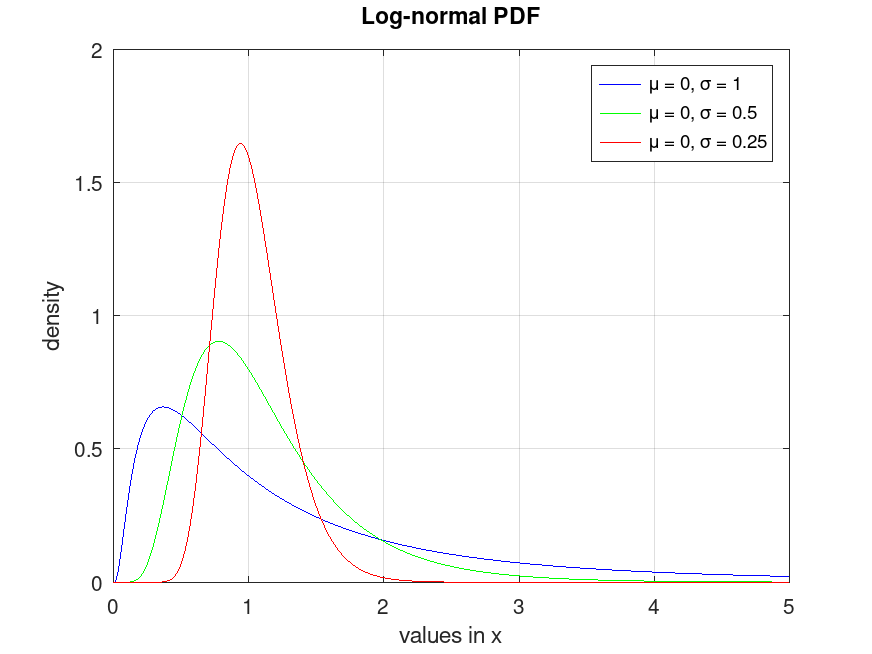 Log-normal PDF
2
1.5
1
0.5
0
density
μ = 0, σ = 1
μ = 0, σ = 0.5
μ = 0, σ = 0.25
0 1 2 3 4 5
values in x